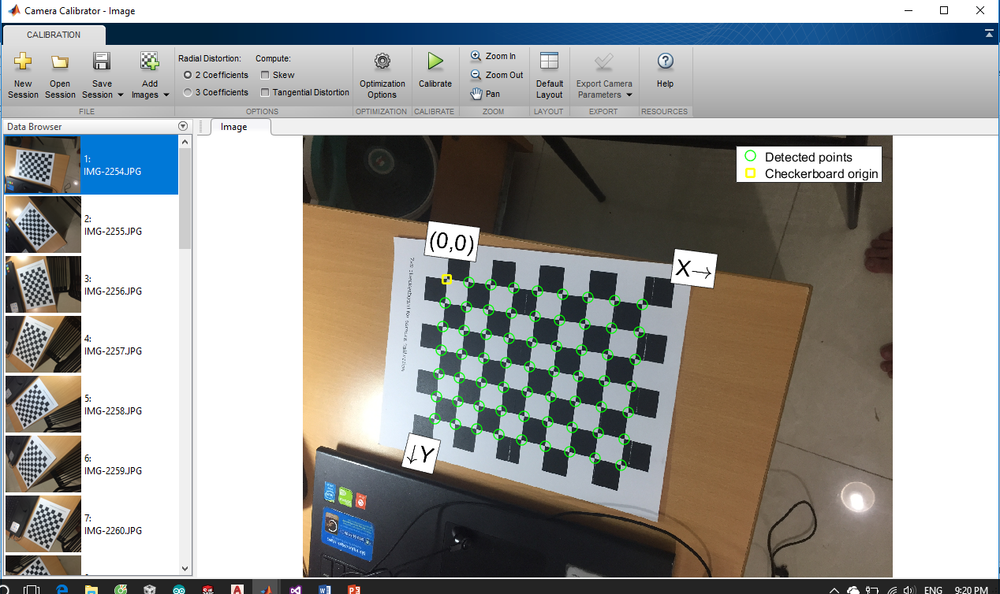 Camera Calibrator - Image
CALIBRATION
New Session
Open Session
Save Session
Add Images
FILE
Radial Distortion:
2 Coefficients
3 Coefficients
Compute:
Skew
Tangential Distortion
OPTIONS
Optimization Options
OPTIMIZATION
Calibrate
CALIBRATE
Zoom In
Zoom Out
Pan
ZOOM
Default Layout
LAYOUT
Export Camera Parameters
EXPORT
Help
RESOURCES
Data Browser
Image
1:
IMG-2254.JPG
2:
IMG-2255.JPG
3:
IMG-2256.JPG
4:
IMG-2257.JPG
5:
IMG-2258.JPG
6:
IMG-2259.JPG
7:
IMG-2260.JPG
Detected points
Checkerboard origin
(0,0)
X→
↓Y
ENG
9:20 PM